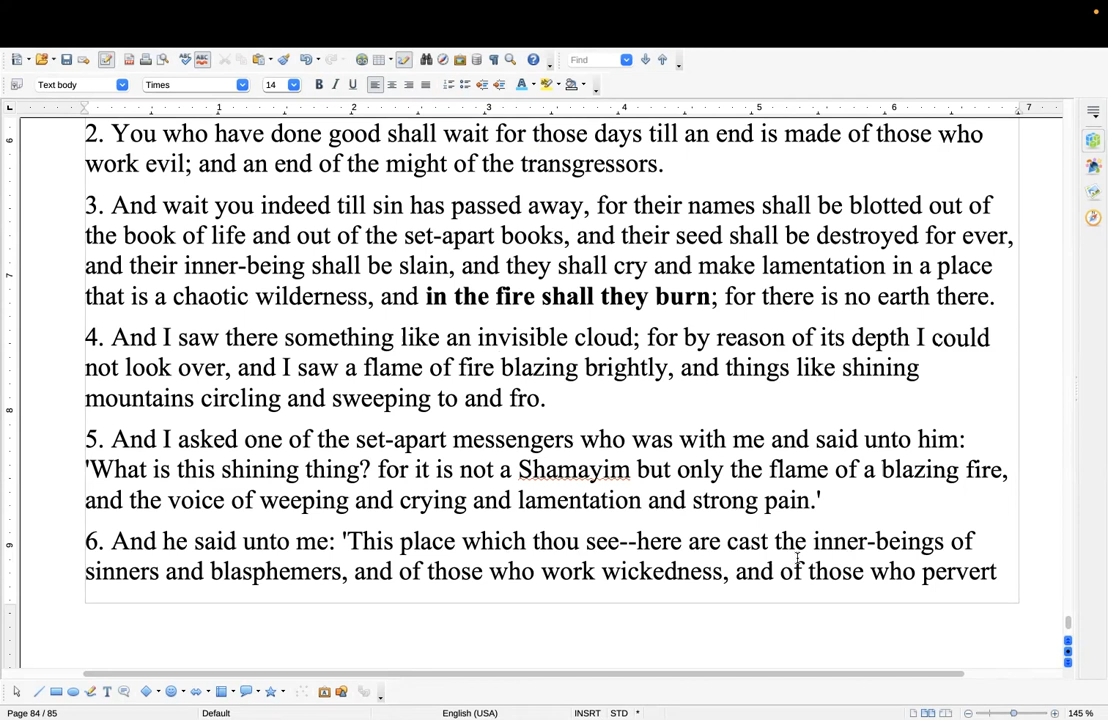 Find
Text body
Times
14
1
2
3
4
5
6
7
2. You who have done good shall wait for those days till an end is made of those who
work evil; and an end of the might of the transgressors.
3. And wait you indeed till sin has passed away, for their names shall be blotted out of
the book of life and out of the set-apart books, and their seed shall be destroyed for ever,
and their inner-being shall be slain, and they shall cry and make lamentation in a place
that is a chaotic wilderness, and in the fire shall they burn; for there is no earth there.
4. And I saw there something like an invisible cloud; for by reason of its depth I could
not look over, and I saw a flame of fire blazing brightly, and things like shining
mountains circling and sweeping to and fro.
5. And I asked one of the set-apart messengers who was with me and said unto him:
'What is this shining thing? for it is not a Shamayim but only the flame of a blazing fire,
and the voice of weeping and crying and lamentation and strong pain.'
6. And he said unto me: 'This place which thou see--here are cast the inner-beings of
sinners and blasphemers, and of those who work wickedness, and of those who pervert
6
7
8
9
Page 84 / 85
Default
English (USA)
INSRT
STD
*
145 %